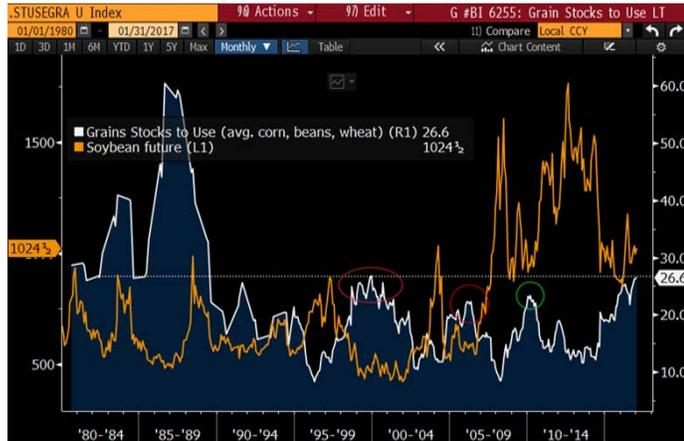 .STUSEGRA U Index 90 Actions 97 Edit G #BI 6255: Grain Stocks to Use LT
01/01/1980 - 01/31/2017 11) Compare Local CCY
1D 3D 1M 6M YTD 1Y 5Y Max Monthly ▼ Table « Chart Content
60.0
1500
Grains Stocks to Use (avg. corn, beans, wheat) (R1) 26.6
Soybean future (L1) 1024½
50.0
40.0
30.0
1024½
26.6
20.0
500
10.0
'80-'84 '85-'89 '90-'94 '95-'99 '00-'04 '05-'09 '10-'14